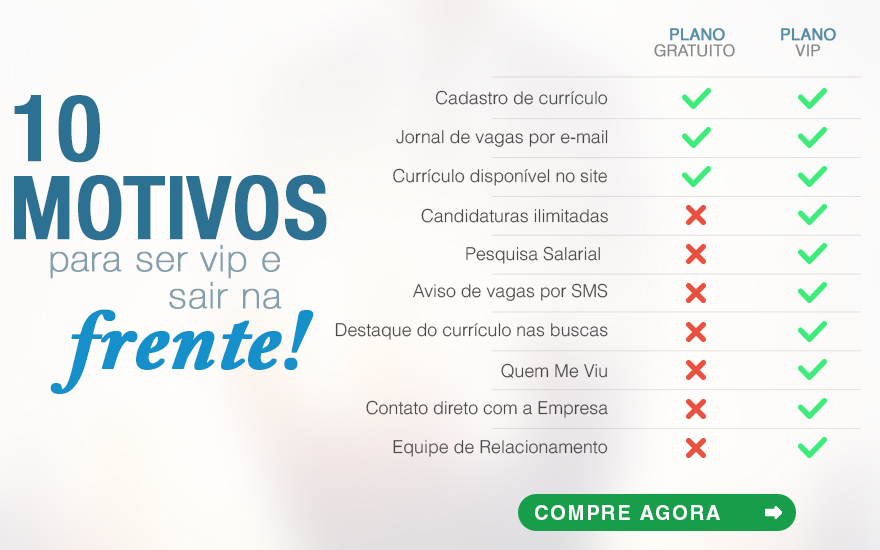 10
MOTIVOS
para ser vip e
sair na
frente!
PLANO
GRATUITO
PLANO
VIP
Cadastro de currículo
Jornal de vagas por e-mail
Currículo disponível no site
Candidaturas ilimitadas
Pesquisa Salarial
Aviso de vagas por SMS
Destaque do currículo nas buscas
Quem Me Viu
Contato direto com a Empresa
Equipe de Relacionamento
COMPRE AGORA